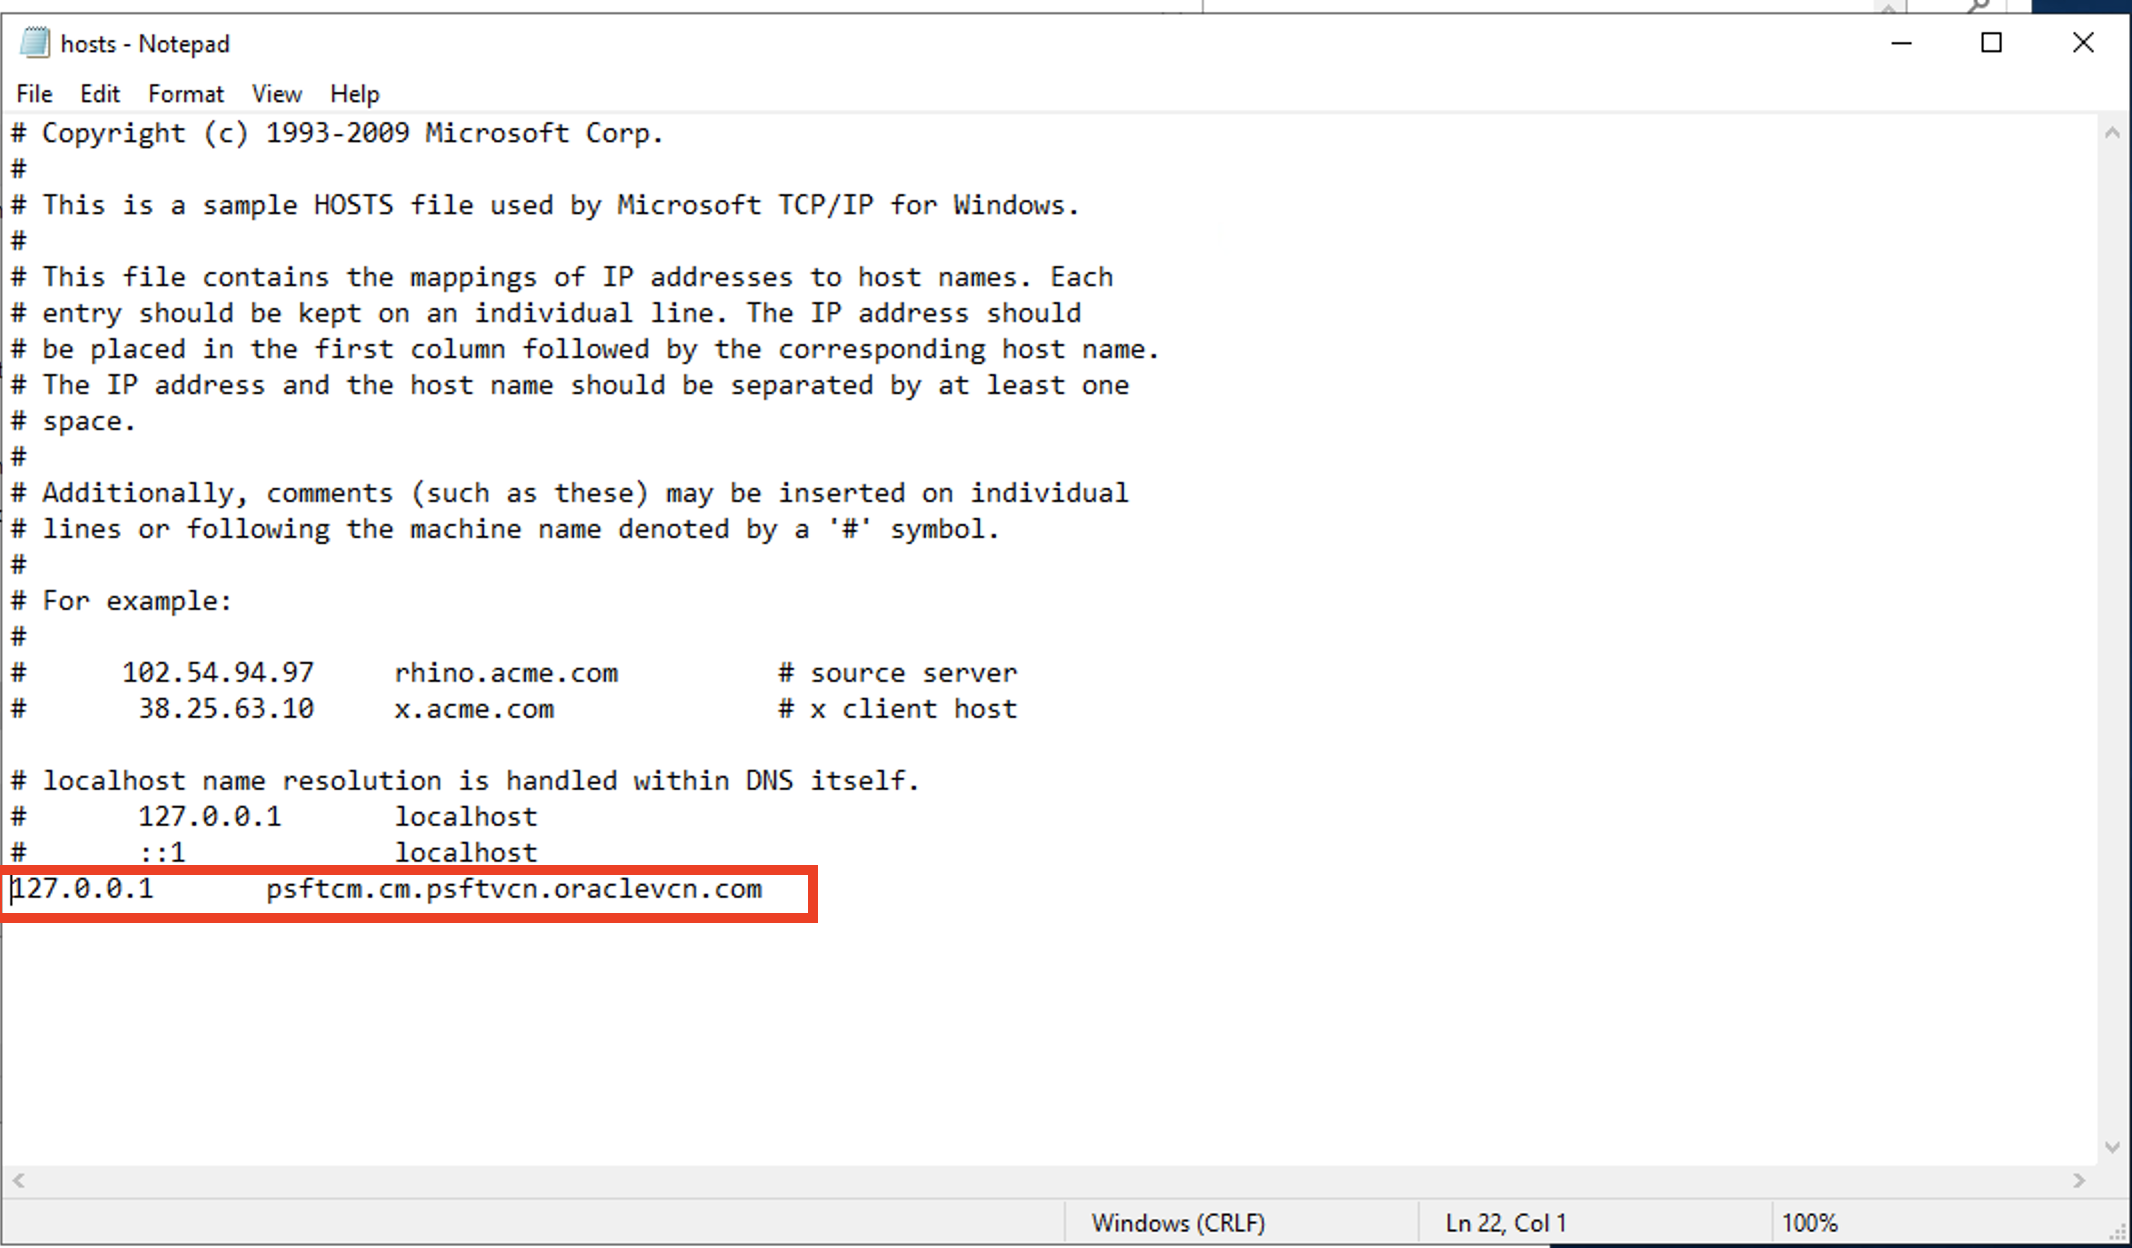 hosts - Notepad
File Edit Format View Help
# Copyright (c) 1993-2009 Microsoft Corp.
#
# This is a sample HOSTS file used by Microsoft TCP/IP for Windows.
#
# This file contains the mappings of IP addresses to host names. Each
# entry should be kept on an individual line. The IP address should
# be placed in the first column followed by the corresponding host name.
# The IP address and the host name should be separated by at least one
# space.
#
# Additionally, comments (such as these) may be inserted on individual
# lines or following the machine name denoted by a '#' symbol.
#
# For example:
#
#      102.54.94.97     rhino.acme.com          # source server
#       38.25.63.10     x.acme.com              # x client host

# localhost name resolution is handled within DNS itself.
#       127.0.0.1       localhost
#       ::1             localhost
127.0.0.1       psftcm.cm.psftvcn.oraclevcn.com
Windows (CRLF) Ln 22, Col 1 100%